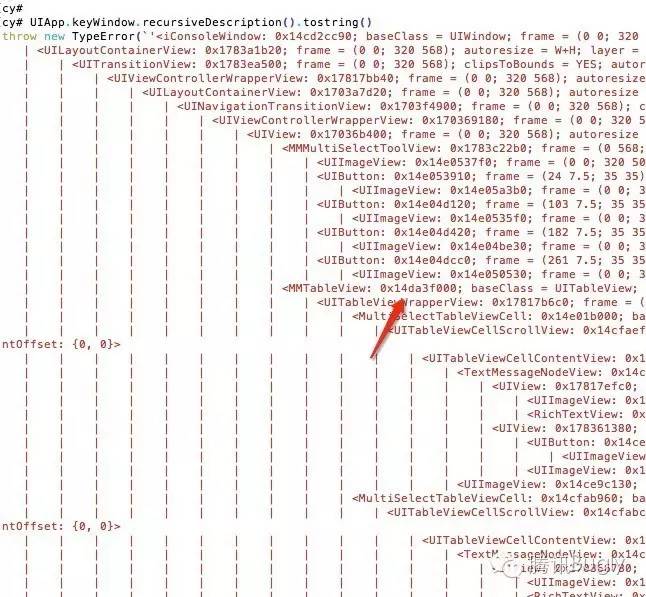 [cy#
[cy# UIApp.keyWindow.recursiveDescription().tostring()
throw new TypeError(`'<iConsoleWindow: 0x14cd2cc90; baseClass = UIWindow; frame = (0 0;
| <UILayoutContainerView: 0x1783a1b20; frame = (0 0; 320 568); autoresize = W+H; layer =
| | <UITransitionView: 0x1783ea500; frame = (0 0; 320 568); clipsToBounds = YES; autor
| | | <UIViewControllerWrapperView: 0x17817bb40; frame = (0 0; 320 568); autoresize
| | | | <UILayoutContainerView: 0x1703a7d20; frame = (0 0; 320 568); autoresize
| | | | | <UINavigationTransitionView: 0x1703f4900; frame = (0 0; 320 568); c
| | | | | | <UIViewControllerWrapperView: 0x170369180; frame = (0 0; 320 5
| | | | | | | <UIView: 0x17036b400; frame = (0 0; 320 568); autoresize
| | | | | | | | <MMMultiSelectToolView: 0x1783c22b0; frame = (0 568;
| | | | | | | | | <UIImageView: 0x14e0537f0; frame = (0 0; 320 50
| | | | | | | | | <UIButton: 0x14e053910; frame = (24 7.5; 35 35)
| | | | | | | | | | <UIImageView: 0x14e05a3b0; frame = (0 0; 3
| | | | | | | | | <UIButton: 0x14e04d120; frame = (103 7.5; 35 35
| | | | | | | | | | <UIImageView: 0x14e0535f0; frame = (0 0; 3
| | | | | | | | | <UIButton: 0x14e04d420; frame = (182 7.5; 35 35
| | | | | | | | | | <UIImageView: 0x14e04be30; frame = (0 0; 3
| | | | | | | | | <UIButton: 0x14e04dcc0; frame = (261 7.5; 35 35
| | | | | | | | | | <UIImageView: 0x14e050530; frame = (0 0; 3
| | | | | | | | <MMTableView: 0x14da3f000; baseClass = UITableView;
| | | | | | | | | <UITableViewWrapperView: 0x17817b6c0; frame = (
| | | | | | | | | | <MultiSelectTableViewCell: 0x14e01b000; ba
| | | | | | | | | | | <UITableViewCellScrollView: 0x14cfaef
ntOffset: {0, 0}>
| | | | | | | | | | | | <UITableViewCellContentView: 0x1
| | | | | | | | | | | | | <TextMessageNodeView: 0x14c
| | | | | | | | | | | | | | <UIView: 0x17817efc0;
| | | | | | | | | | | | | | | <UIImageView: 0x1
| | | | | | | | | | | | | | | <RichTextView: 0x1
| | | | | | | | | | | | | | <UIView: 0x178361380;
| | | | | | | | | | | | | | | <UIButton: 0x14ce
| | | | | | | | | | | | | | | | <UIImageView
| | | | | | | | | | | | | | | <UIImageView: 0x1
| | | | | | | | | | | | | <UIImageView: 0x14ce9c130;
| | | | | | | | | | <MultiSelectTableViewCell: 0x14cfab960; ba
| | | | | | | | | | | <UITableViewCellScrollView: 0x14cfabc
ntOffset: {0, 0}>
| | | | | | | | | | | | <UITableViewCellContentView: 0x1
| | | | | | | | | | | | | <TextMessageNodeView: 0x14c
腾讯Bugly
| | | | | | | | | | | | | | | <UIImageView: 0x1
| | | | | | | | | | | | | | | <RichTextView: 0x1